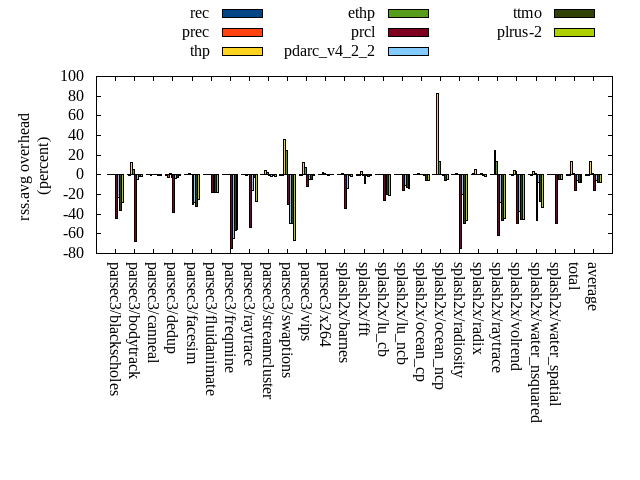 rec
prec
thp
ethp
prcl
pdarc_v4_2_2
ttmo
plrus-2
rss.avg overhead
(percent)
100
80
60
40
20
0
-20
-40
-60
-80
parsec3/blackscholes
parsec3/bodytrack
parsec3/canneal
parsec3/dedup
parsec3/facesim
parsec3/fluidanimate
parsec3/freqmine
parsec3/raytrace
parsec3/streamcluster
parsec3/swaptions
parsec3/vips
parsec3/x264
splash2x/barnes
splash2x/fft
splash2x/lu_cb
splash2x/lu_ncb
splash2x/ocean_cp
splash2x/ocean_ncp
splash2x/radiosity
splash2x/radix
splash2x/raytrace
splash2x/volrend
splash2x/water_nsquared
splash2x/water_spatial
total
average